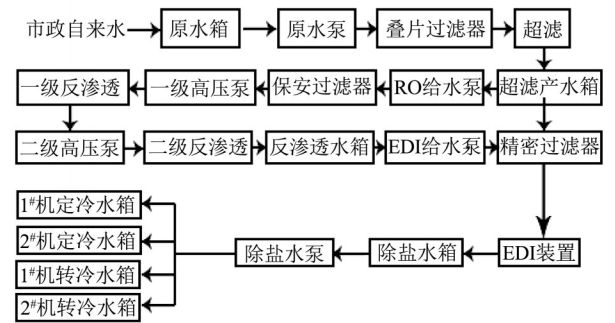 市政自来水
原水箱
原水泵
叠片过滤器
超滤
一级反渗透
一级高压泵
保安过滤器
RO给水泵
超滤产水箱
二级高压泵
二级反渗透
反渗透水箱
EDI给水泵
精密过滤器
1#机定冷水箱
2#机定冷水箱
1#机转冷水箱
2#机转冷水箱
除盐水泵
除盐水箱
EDI装置